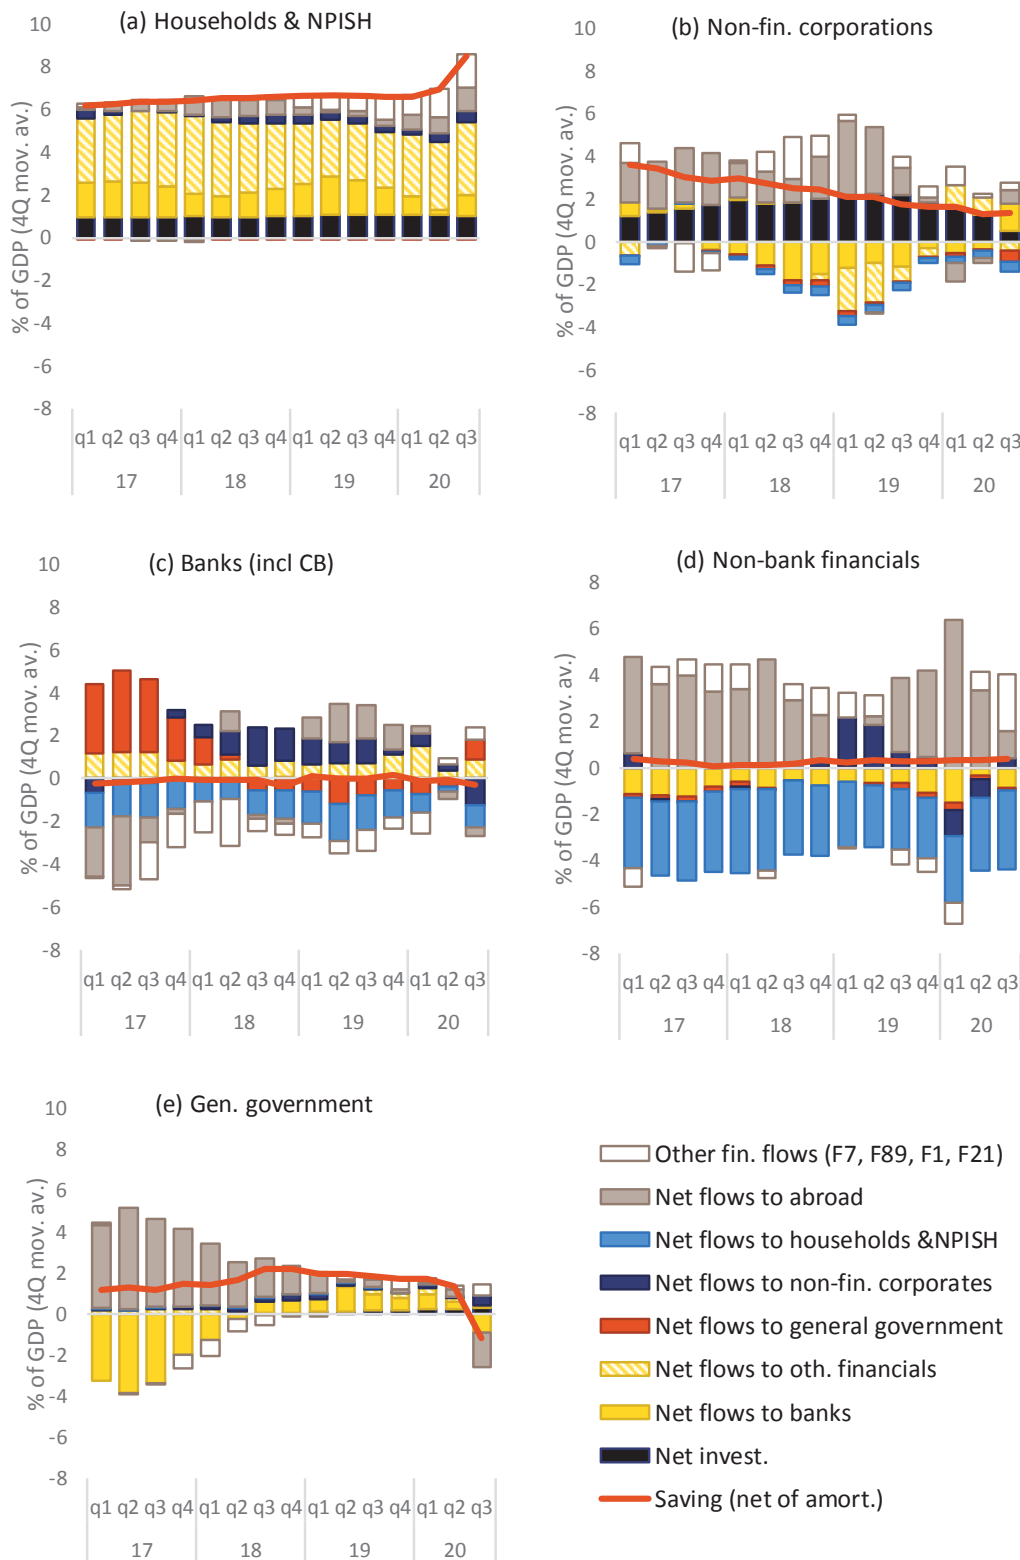 (a) Households & NPISH
% of GDP (4Q mov. av.)
10
8
6
4
2
0
-2
-4
-6
-8
q1 q2 q3 q4 q1 q2 q3 q4 q1 q2 q3 q4 q1 q2 q3
17 18 19 20
(b) Non-fin. corporations
% of GDP (4Q mov. av.)
10
8
6
4
2
0
-2
-4
-6
-8
q1 q2 q3 q4 q1 q2 q3 q4 q1 q2 q3 q4 q1 q2 q3
17 18 19 20
(c) Banks (incl CB)
% of GDP (4Q mov. av.)
10
8
6
4
2
0
-2
-4
-6
-8
q1 q2 q3 q4 q1 q2 q3 q4 q1 q2 q3 q4 q1 q2 q3
17 18 19 20
(d) Non-bank financials
% of GDP (4Q mov. av.)
8
6
4
2
0
-2
-4
-6
-8
q1 q2 q3 q4 q1 q2 q3 q4 q1 q2 q3 q4 q1 q2 q3
17 18 19 20
(e) Gen. government
% of GDP (4Q mov. av.)
10
8
6
4
2
0
-2
-4
-6
-8
q1 q2 q3 q4 q1 q2 q3 q4 q1 q2 q3 q4 q1 q2 q3
17 18 19 20
Other fin. flows (F7, F89, F1, F21)
Net flows to abroad
Net flows to households &NPISH
Net flows to non-fin. corporates
Net flows to general government
Net flows to oth. financials
Net flows to banks
Net invest.
Saving (net of amort.)